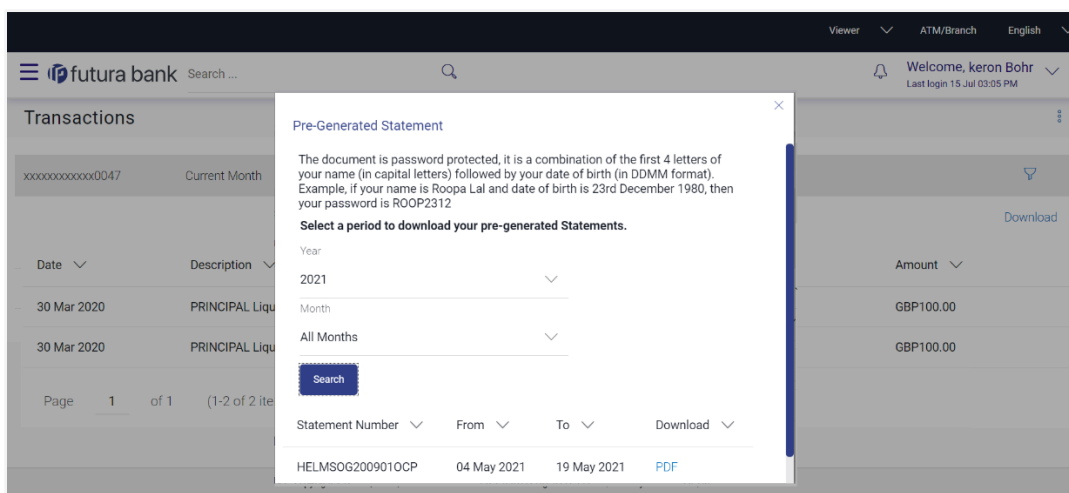 Viewer ATM/Branch English
futura bank Search ... Welcome, keron Bohr
Last login 15 Jul 03:05 PM
Transactions
Pre-Generated Statement
The document is password protected, it is a combination of the first 4 letters of
your name (in capital letters) followed by your date of birth (in DDMM format).
Example, if your name is Roopa Lal and date of birth is 23rd December 1980, then
your password is ROOP2312
xxxxxxxxxxxx0047 Current Month
Select a period to download your pre-generated Statements.
Download
Year
2021
Date Description Amount
30 Mar 2020 PRINCIPAL Liqu GBP100.00
Month
All Months
30 Mar 2020 PRINCIPAL Liqu GBP100.00
Search
Page 1 of 1 (1-2 of 2 ite
Statement Number From To Download
HELMSOG200901OCP 04 May 2021 19 May 2021 PDF